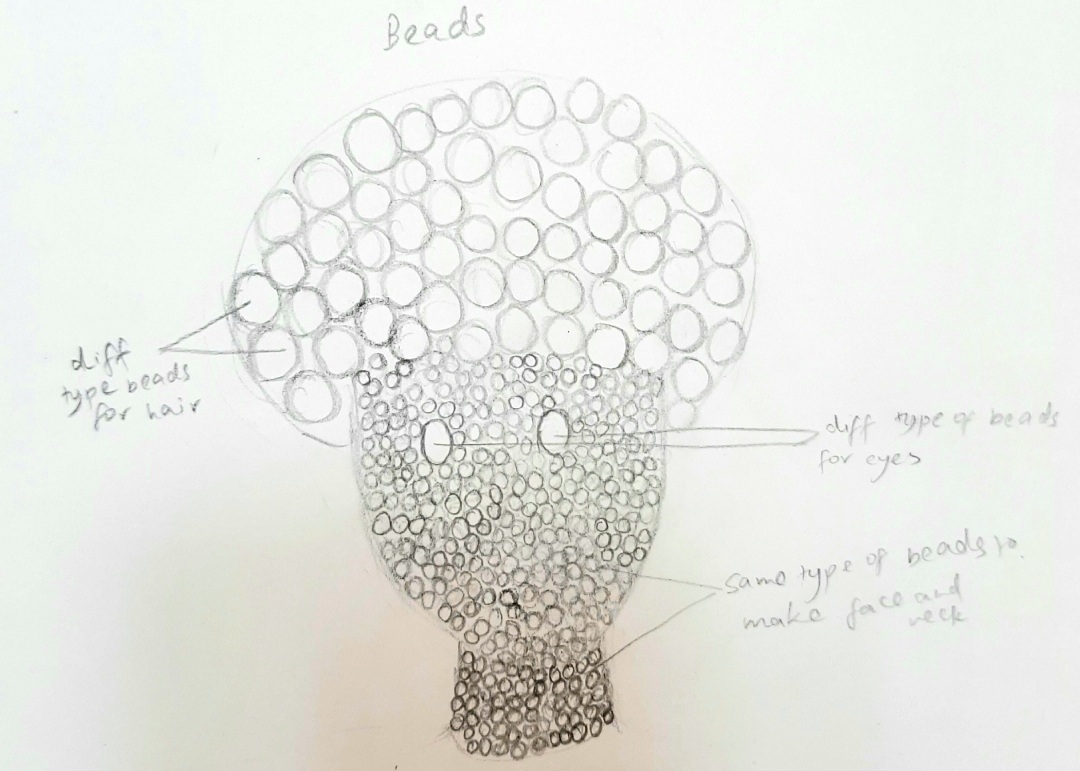 Beads
diff
type beads
for hair
diff type of beads
for eyes
same type of beads to
make face and
neck